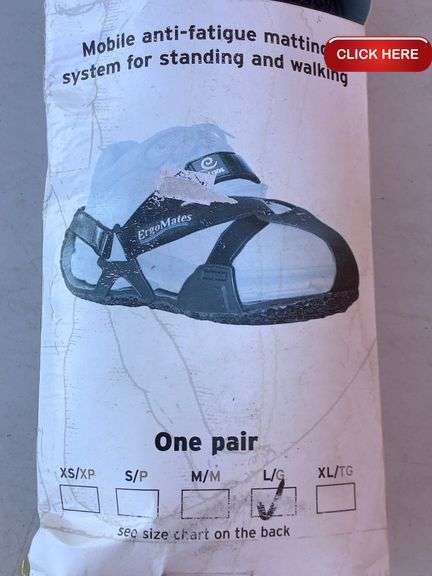 Mobile anti-fatigue matting
CLICK HERE
system for standing and walking
ErgoMates
One pair
XS/XP S/P M/M L/G XL/TG
see size chart on the back